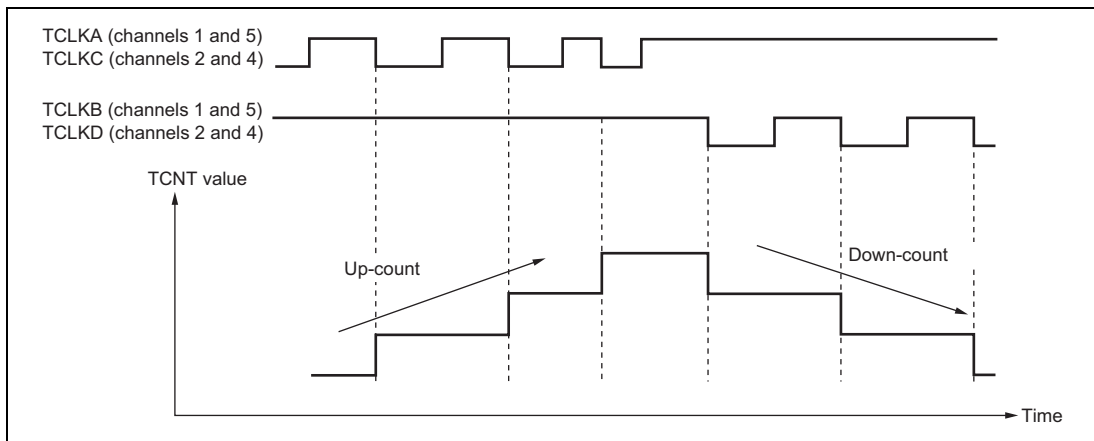 TCLKA (channels 1 and 5)
TCLKC (channels 2 and 4)
TCLKB (channels 1 and 5)
TCLKD (channels 2 and 4)
TCNT value
Up-count
Down-count
Time